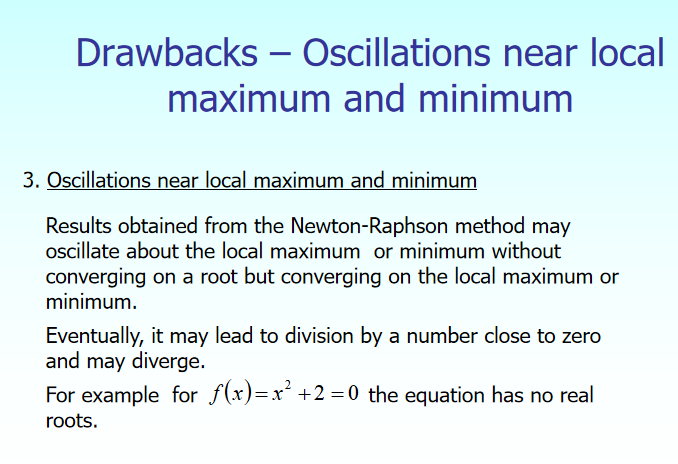 Drawbacks – Oscillations near local
maximum and minimum
3. Oscillations near local maximum and minimum
Results obtained from the Newton-Raphson method may
oscillate about the local maximum or minimum without
converging on a root but converging on the local maximum or
minimum.
Eventually, it may lead to division by a number close to zero
and may diverge.
For example for f(x)=x² +2 =0 the equation has no real
roots.